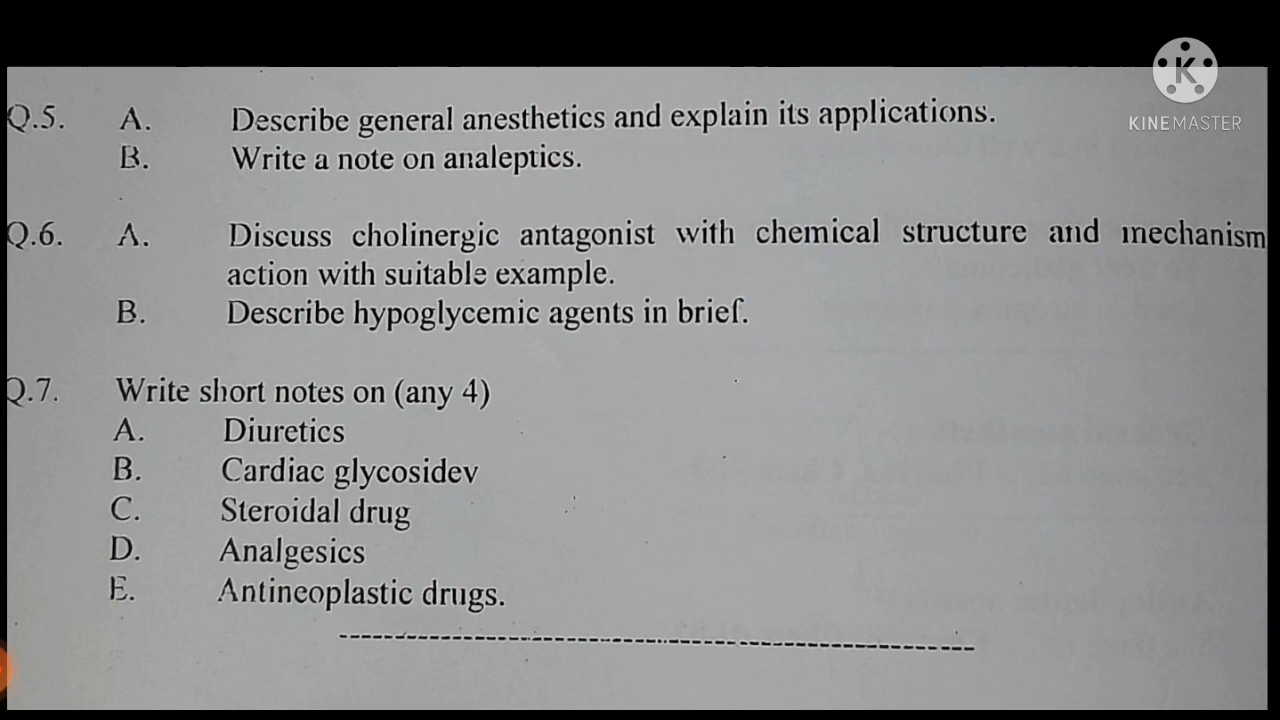 KINEMASTER
Q.5. A. Describe general anesthetics and explain its applications.
B. Write a note on analeptics.
Q.6. A. Discuss cholinergic antagonist with chemical structure and mechanism
action with suitable example.
B. Describe hypoglycemic agents in brief.
Q.7. Write short notes on (any 4)
A. Diuretics
B. Cardiac glycosidev
C. Steroidal drug
D. Analgesics
E. Antineoplastic drugs.